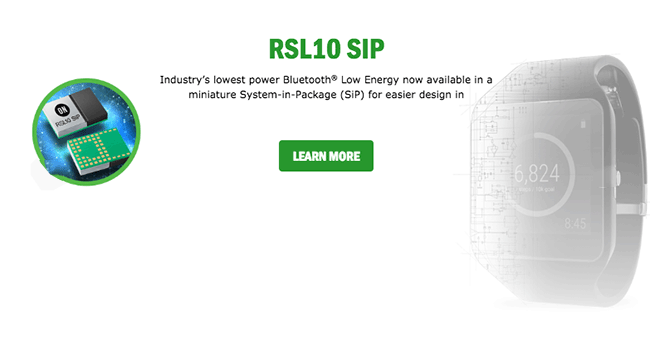 RSL10 SIP
Industry's lowest power Bluetooth® Low Energy now available in a
miniature System-in-Package (SiP) for easier design in
ON
RSL10 SIP
LEARN MORE
6,824
8.45